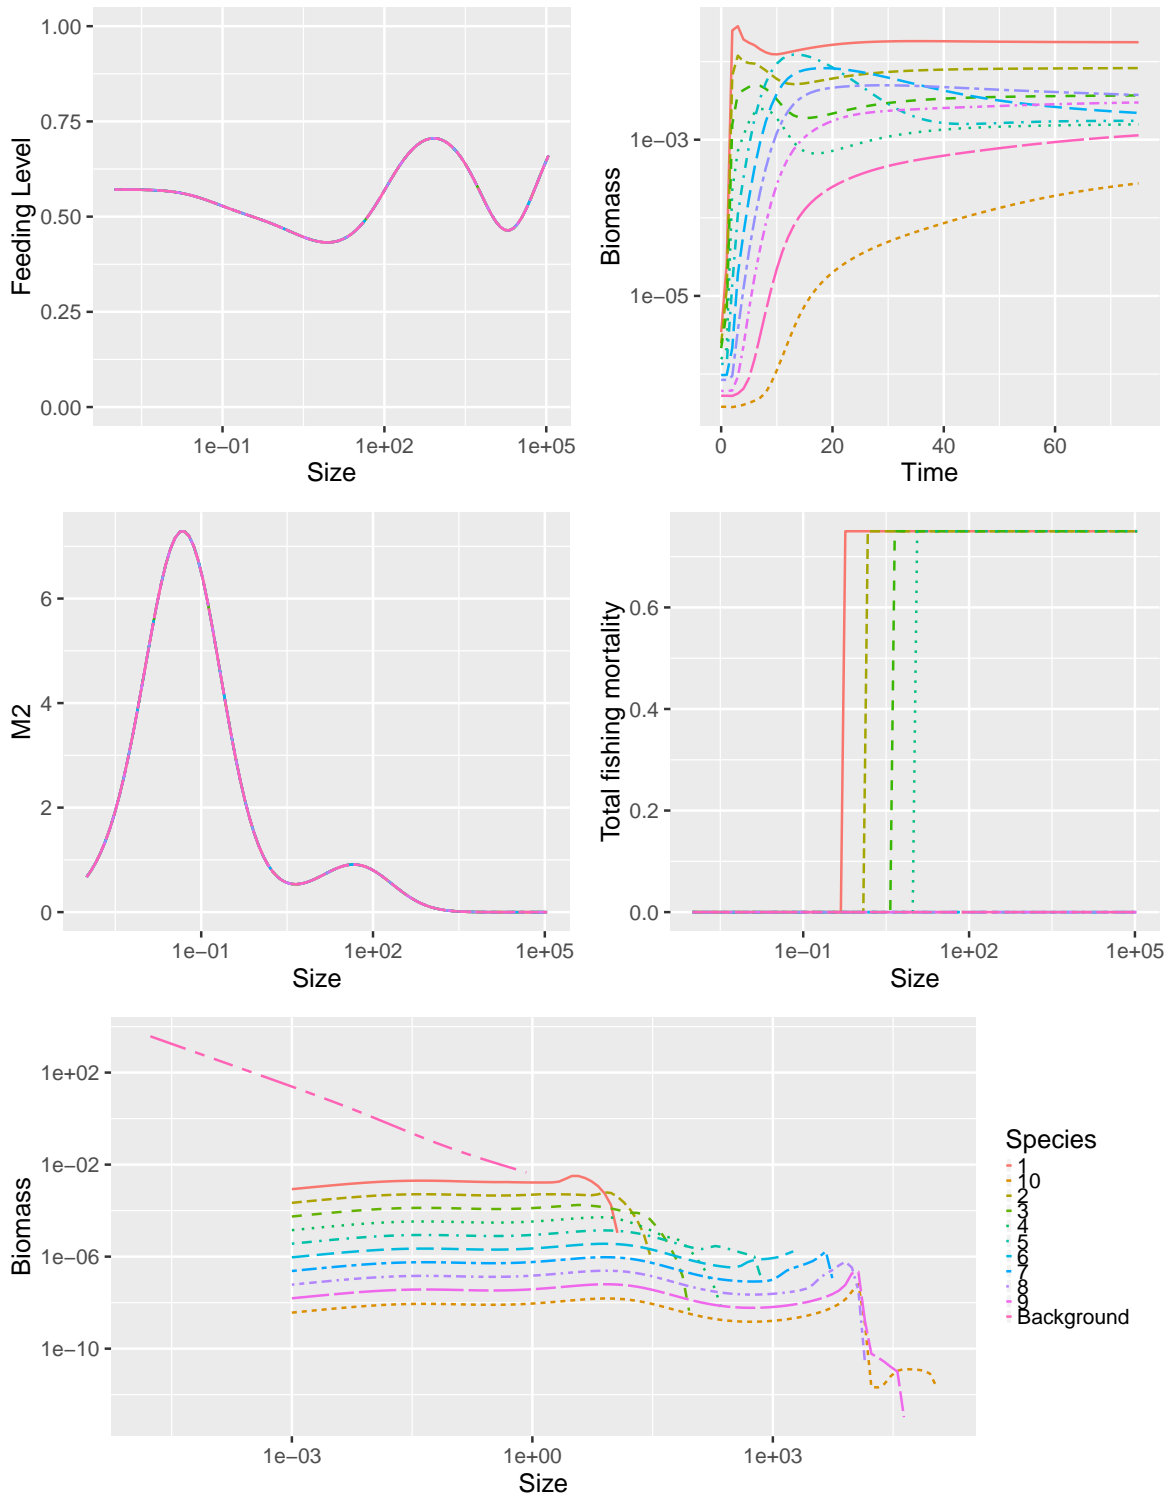 1.00
0.75
0.50
0.25
0.00
Feeding Level
1e−01
1e+02
1e+05
Size
1e−03
1e−05
Biomass
0
20
40
60
Time
6
4
2
0
M2
1e−01
1e+02
1e+05
Size
0.6
0.4
0.2
0.0
Total fishing mortality
1e−01
1e+02
1e+05
Size
1e+02
1e−02
1e−06
1e−10
Biomass
1e−03
1e+00
1e+03
Size
Species
1
10
2
3
4
5
6
7
8
9
Background